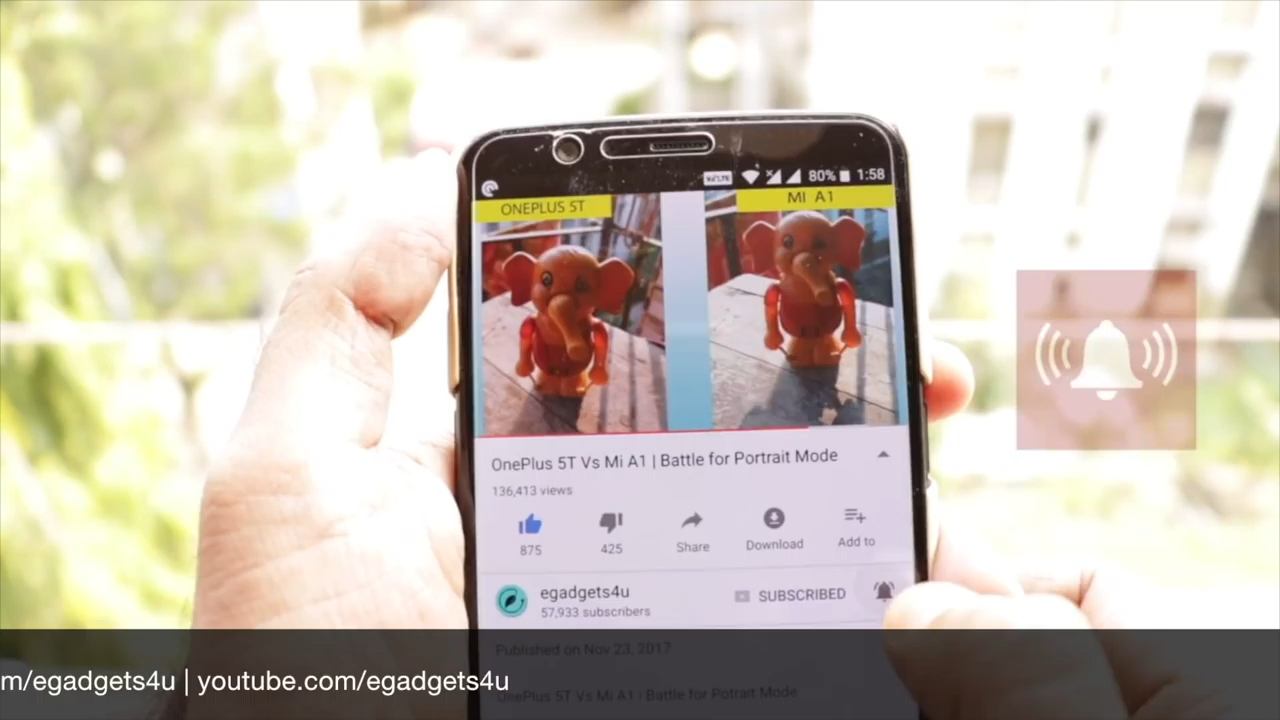 VoLTE 80% 1:58
ONEPLUS 5T
MI A1
OnePlus 5T Vs Mi A1 | Battle for Portrait Mode
136,413 views
875 425 Share Download Add to
egadgets4u SUBSCRIBED
57,933 subscribers
Published on Nov 23, 2017
m/egadgets4u | youtube.com/egadgets4u
OnePlus 5T Vs Mi A1 | Battle for Potrait Mode